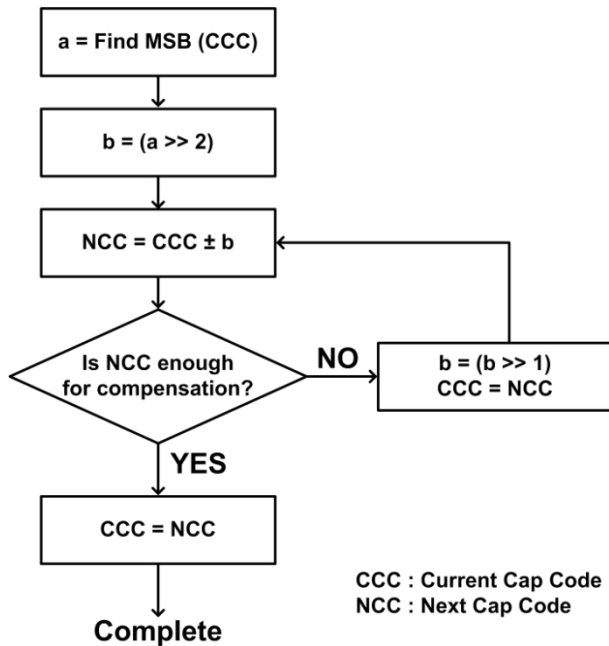 a = Find MSB (CCC)
b = (a >> 2)
NCC = CCC ± b
Is NCC enough
for compensation?
NO
b = (b >> 1)
CCC = NCC
YES
CCC = NCC
CCC : Current Cap Code
NCC : Next Cap Code
Complete